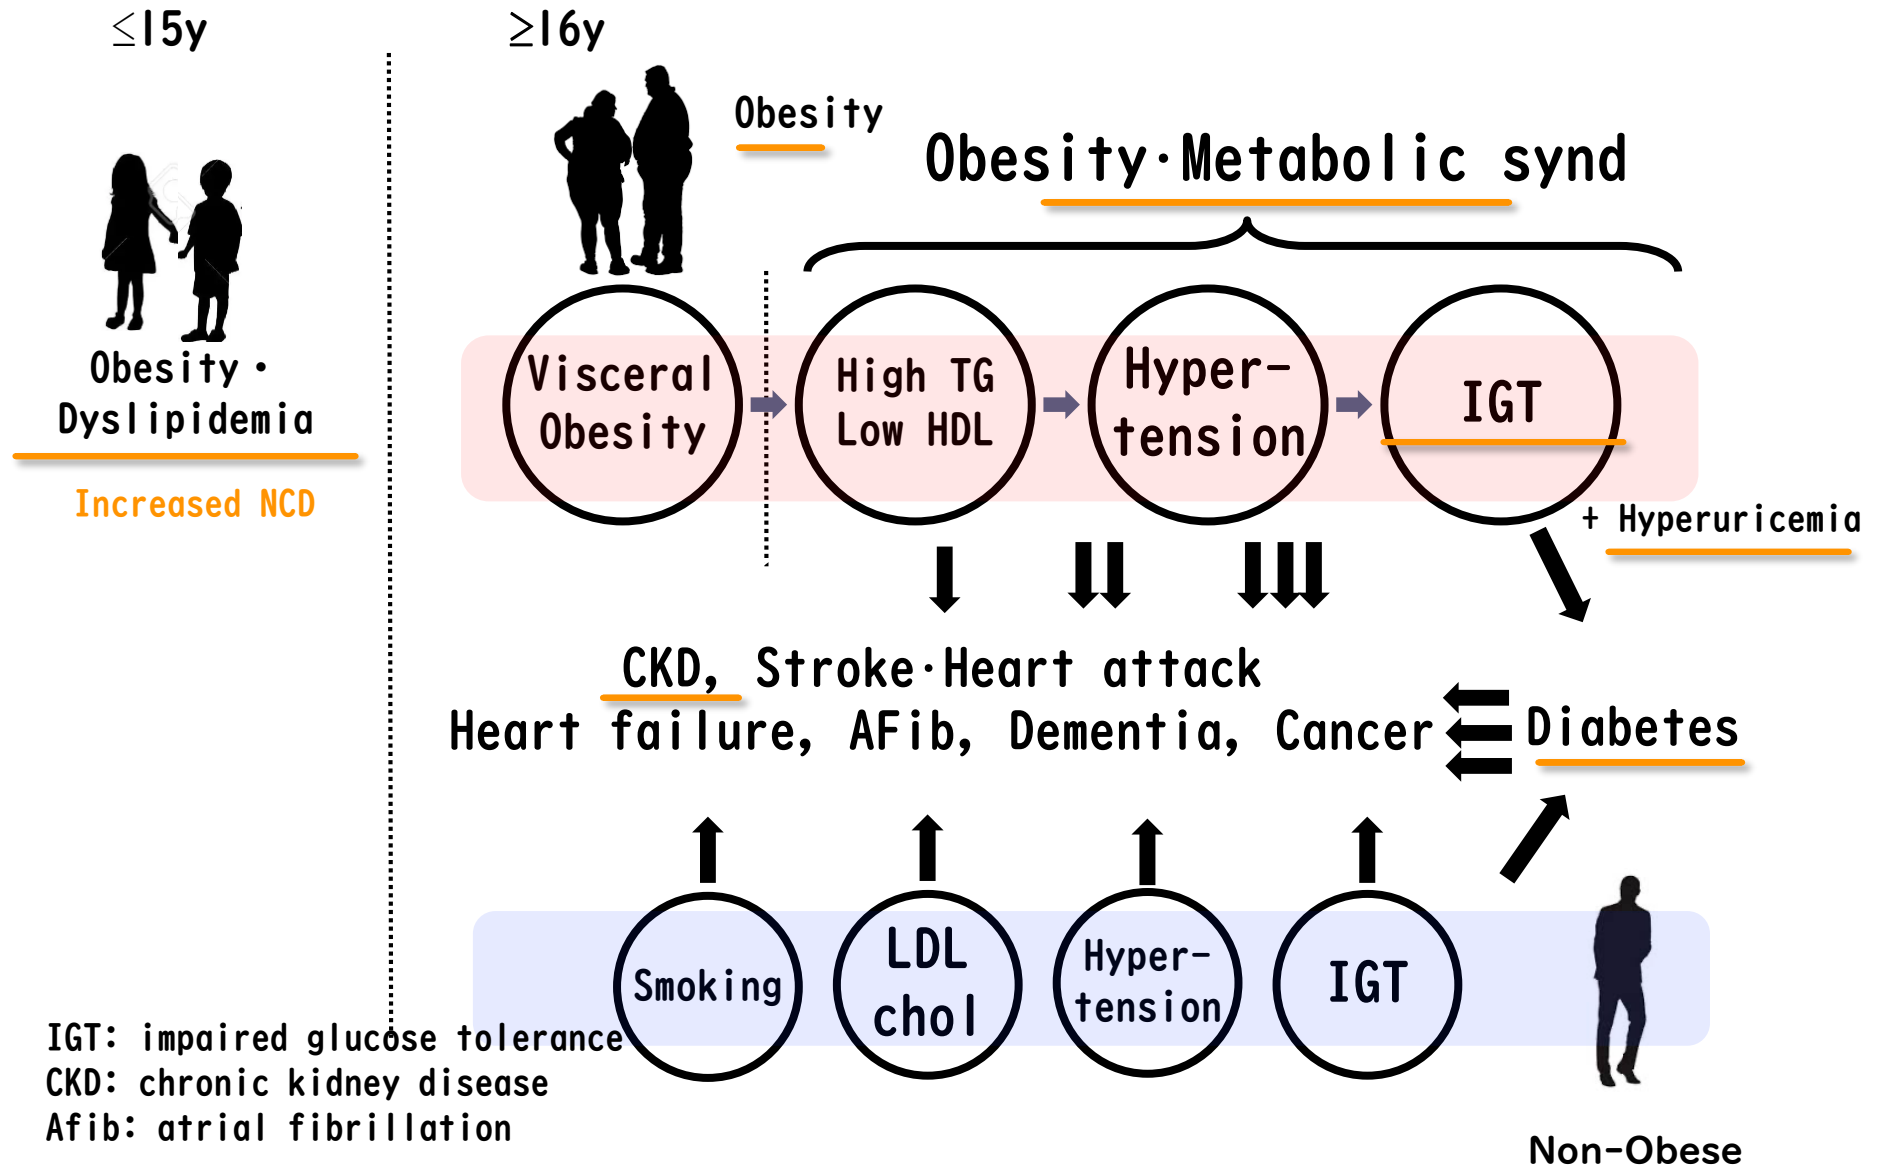 ≤15y
≥16y
Obesity
Obesity·Metabolic synd
Obesity・
Dyslipidemia
Increased NCD
Visceral
Obesity
High TG
Low HDL
Hyper-
tension
IGT
+ Hyperuricemia
CKD, Stroke·Heart attack
Heart failure, AFib, Dementia, Cancer
Diabetes
Smoking
LDL
chol
Hyper-
tension
IGT
IGT: impaired glucose tolerance
CKD: chronic kidney disease
Afib: atrial fibrillation
Non-Obese